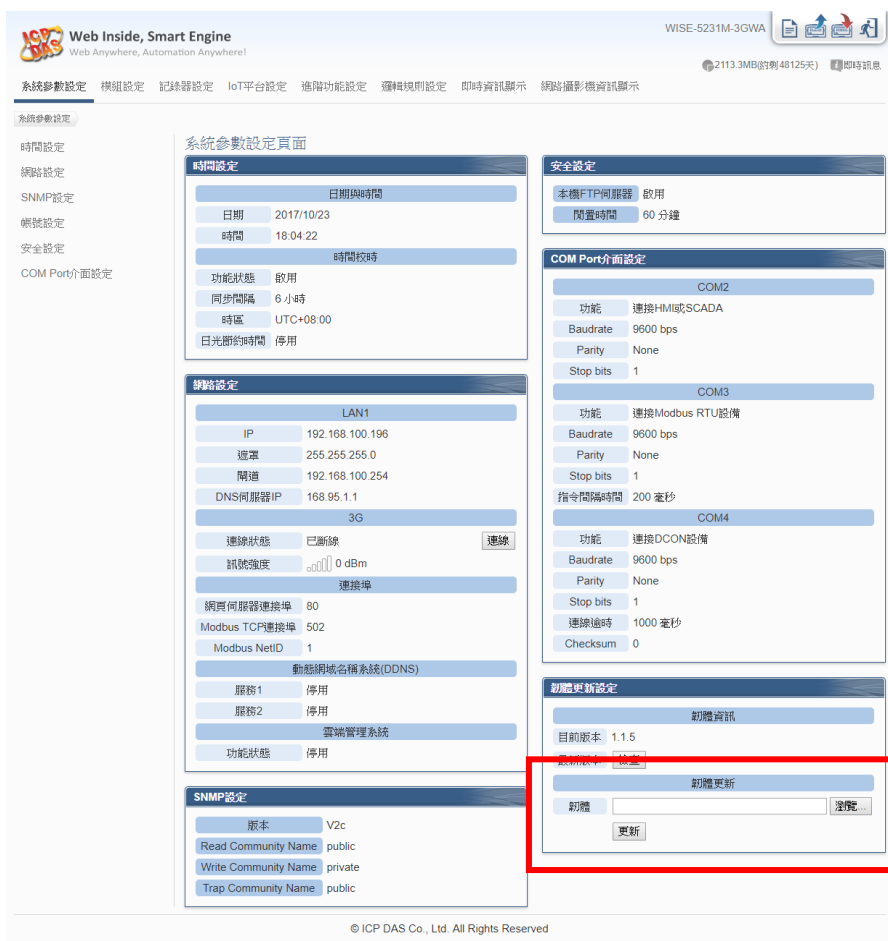 ICP DAS
Web Inside, Smart Engine
Web Anywhere, Automation Anywhere!
WISE-5231M-3GWA
2113.3MB(約剩48125天) 即時訊息
系統參數設定 模組設定 記錄器設定 IoT平台設定 進階功能設定 邏輯規則設定 即時資訊顯示 網路攝影機資訊顯示
系統參數設定
時間設定
網路設定
SNMP設定
帳號設定
安全設定
COM Port介面設定
系統參數設定頁面
時間設定
日期與時間
日期 2017/10/23
時間 18:04:22
時間校時
功能狀態 啟用
同步間隔 6 小時
時區 UTC+08:00
日光節約時間 停用
網路設定
LAN1
IP 192.168.100.196
遮罩 255.255.255.0
閘道 192.168.100.254
DNS伺服器IP 168.95.1.1
3G
連線狀態 已斷線 連線
訊號強度 0 dBm
連接埠
網頁伺服器連接埠 80
Modbus TCP連接埠 502
Modbus NetID 1
動態網域名稱系統(DDNS)
服務1 停用
服務2 停用
雲端管理系統
功能狀態 停用
SNMP設定
版本 V2c
Read Community Name public
Write Community Name private
Trap Community Name public
安全設定
本機FTP伺服器 啟用
閒置時間 60 分鐘
COM Port介面設定
COM2
功能 連接HMI或SCADA
Baudrate 9600 bps
Parity None
Stop bits 1
COM3
功能 連接Modbus RTU設備
Baudrate 9600 bps
Parity None
Stop bits 1
指令間隔時間 200 毫秒
COM4
功能 連接DCON設備
Baudrate 9600 bps
Parity None
Stop bits 1
連線逾時 1000 毫秒
Checksum 0
韌體更新設定
韌體資訊
目前版本 1.1.5
最新版本 檢查
韌體更新
韌體 瀏覽...
更新
© ICP DAS Co., Ltd. All Rights Reserved